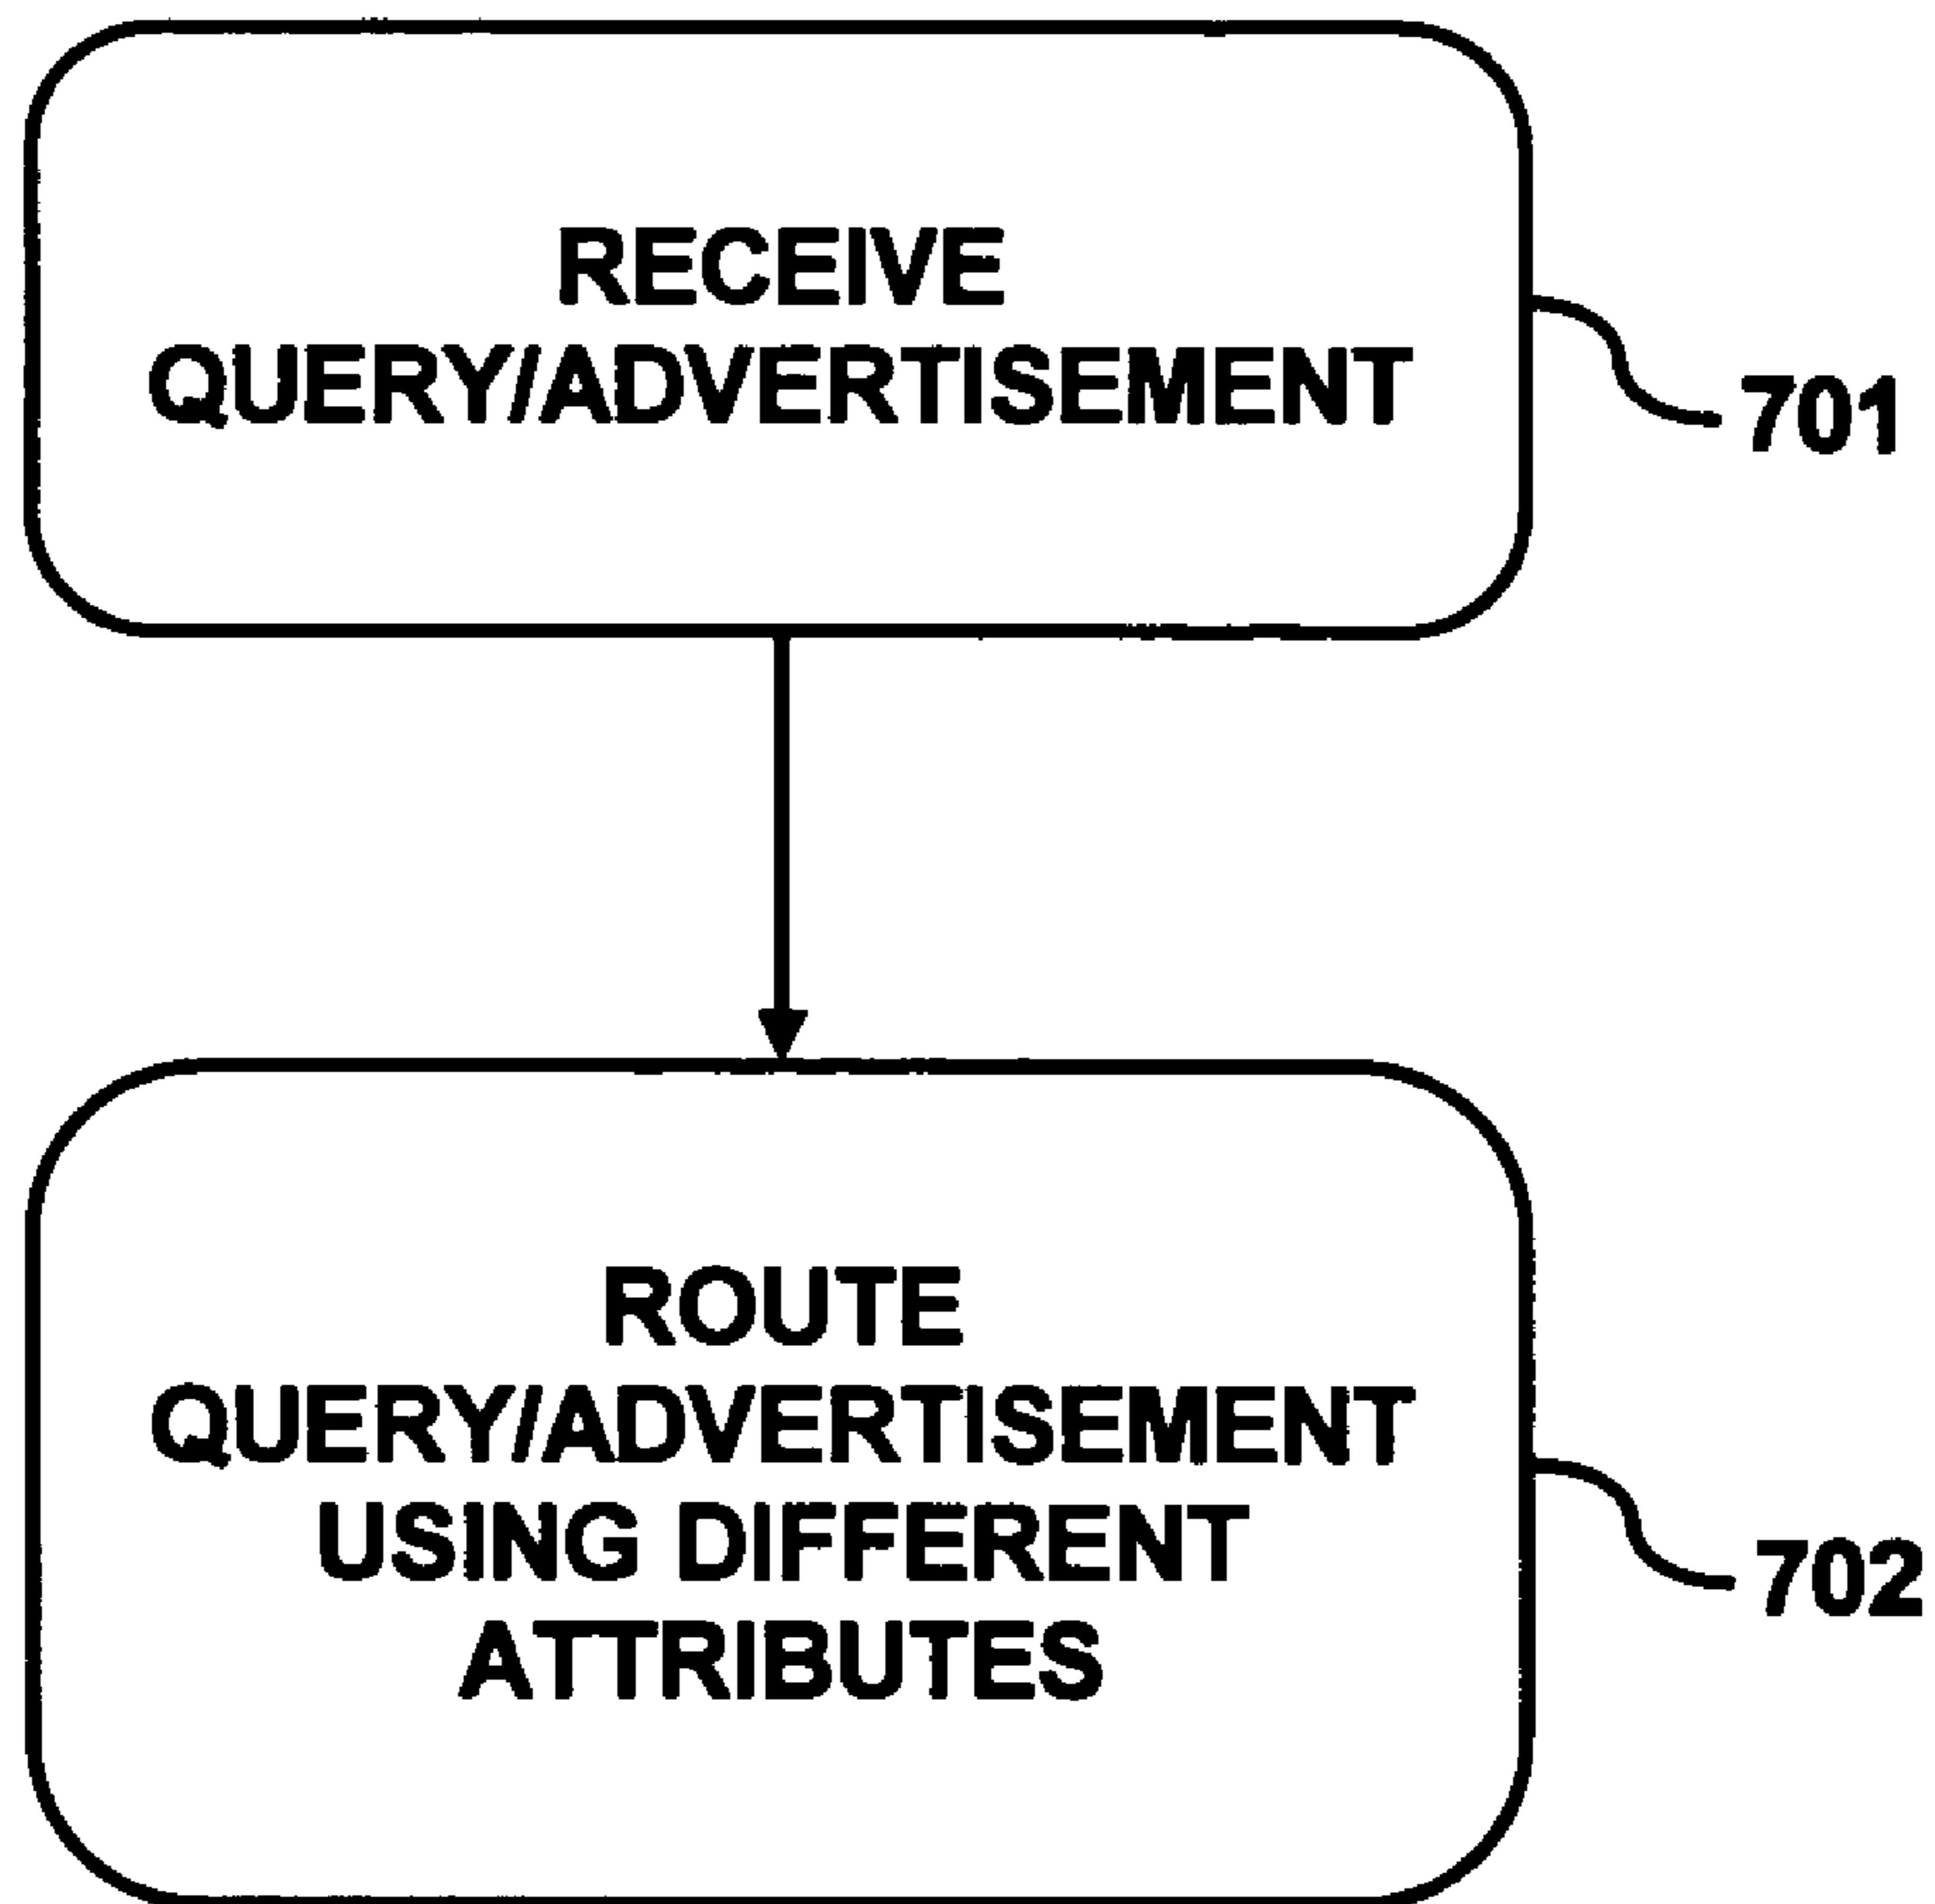 RECEIVE
QUERY/ADVERTISEMENT
701
ROUTE
QUERY/ADVERTISEMENT
USING DIFFERENT
ATTRIBUTES
702